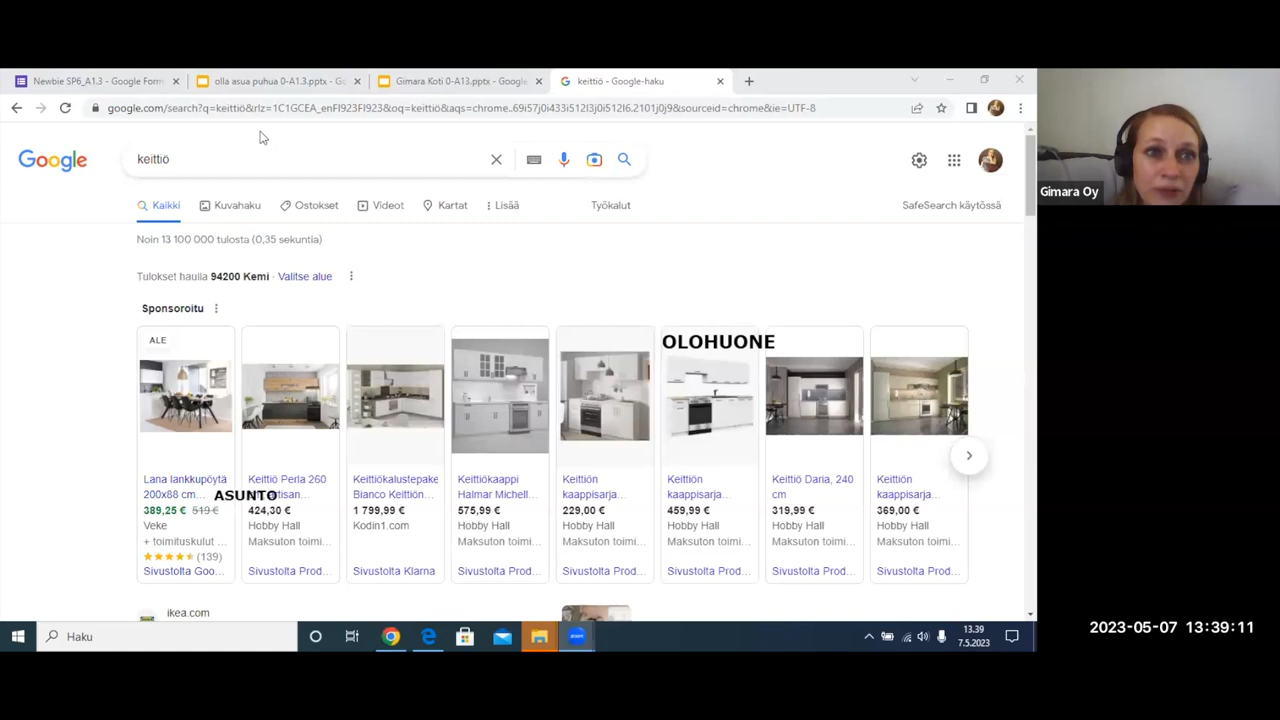 Newbie SP6_A1.3 - Google Form
olla asua puhua 0-A1.3.pptx - Go
Gimara Koti 0-A13.pptx - Google
keittiö - Google-haku
google.com/search?q=keittiö&rlz=1C1GCEA_enFI923FI923&oq=keittiö&aqs=chrome..69i57j0i433i512l3j0i512l6.2101j0j9&sourceid=chrome&ie=UTF-8
Google
keittiö
Kaikki
Kuvahaku
Ostokset
Videot
Kartat
Lisää
Työkalut
SafeSearch käytössä
Noin 13 100 000 tulosta (0,35 sekuntia)
Tulokset haulla 94200 Kemi · Valitse alue
Sponsoroitu
ALE
Lana lankkupöytä
200x88 cm...
389,25 € 519 €
Veke
+ toimituskulut ...
(139)
Sivustolta Goo...
Keittiö Perla 260
424,30 €
Hobby Hall
Maksuton toimi...
Sivustolta Prod...
ASUNTO
Keittiökalustepake
Bianco Keittiön...
1 799,99 €
Kodin1.com
Sivustolta Klarna
Keittiökaappi
Halmar Michell...
575,99 €
Hobby Hall
Maksuton toimi...
Sivustolta Prod...
Keittiön
kaappisarja...
229,00 €
Hobby Hall
Maksuton toimi...
Sivustolta Prod...
OLOHUONE
Keittiön
kaappisarja...
459,99 €
Hobby Hall
Maksuton toimi...
Sivustolta Prod...
Keittiö Daria, 240
cm
319,99 €
Hobby Hall
Maksuton toimi...
Sivustolta Prod...
Keittiön
kaappisarja...
369,00 €
Hobby Hall
Maksuton toimi...
Sivustolta Prod...
ikea.com
Haku
zoom
13.39
7.5.2023
Gimara Oy
2023-05-07 13:39:11